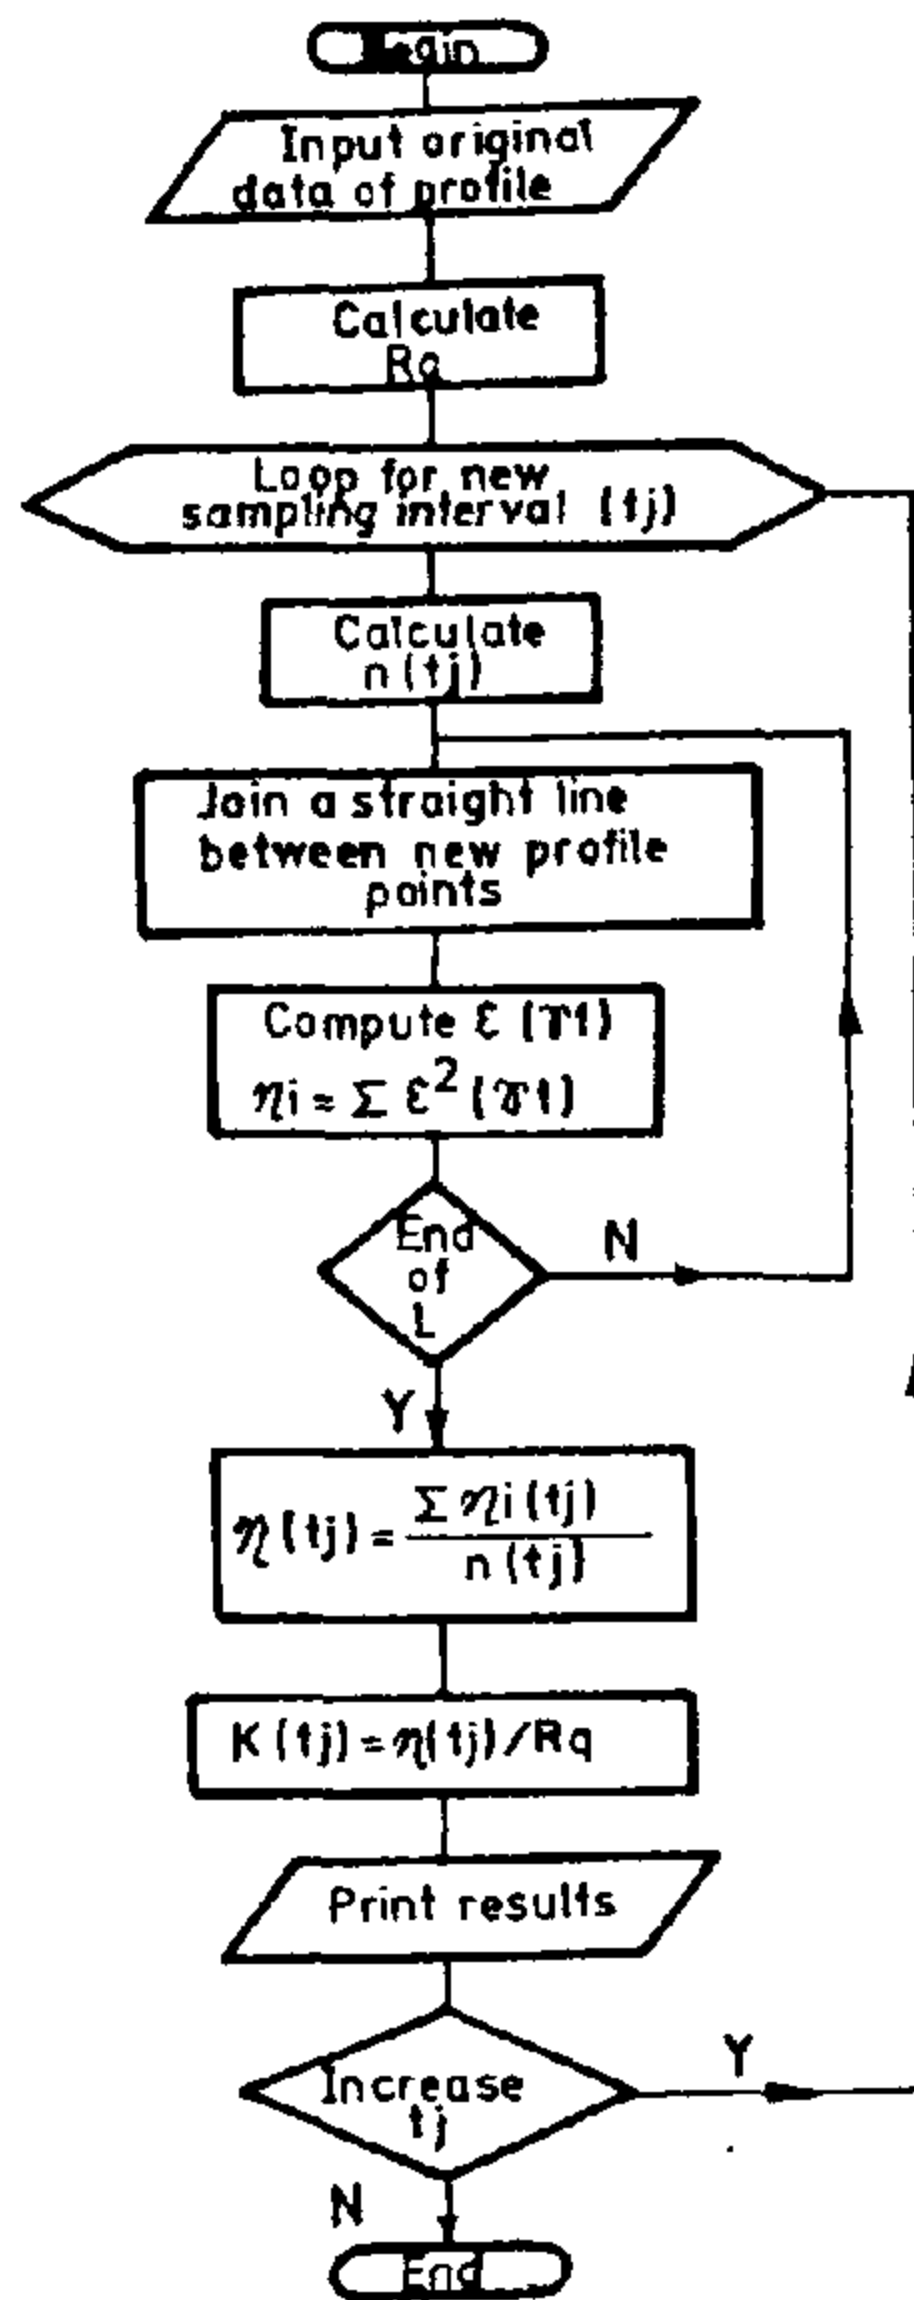 Begin
Input original
data of profile
Calculate
Rq
Loop for new
sampling interval (tj)
Calculate
n (tj)
Join a straight line
between new profile
points
Compute ε (γt)
ηi = Σ ε² (γt)
End
of
L
N
Y
η (tj) = Σ ηi (tj) / n (tj)
K (tj) = η(tj) / Rq
Print results
Increase
tj
Y
N
End